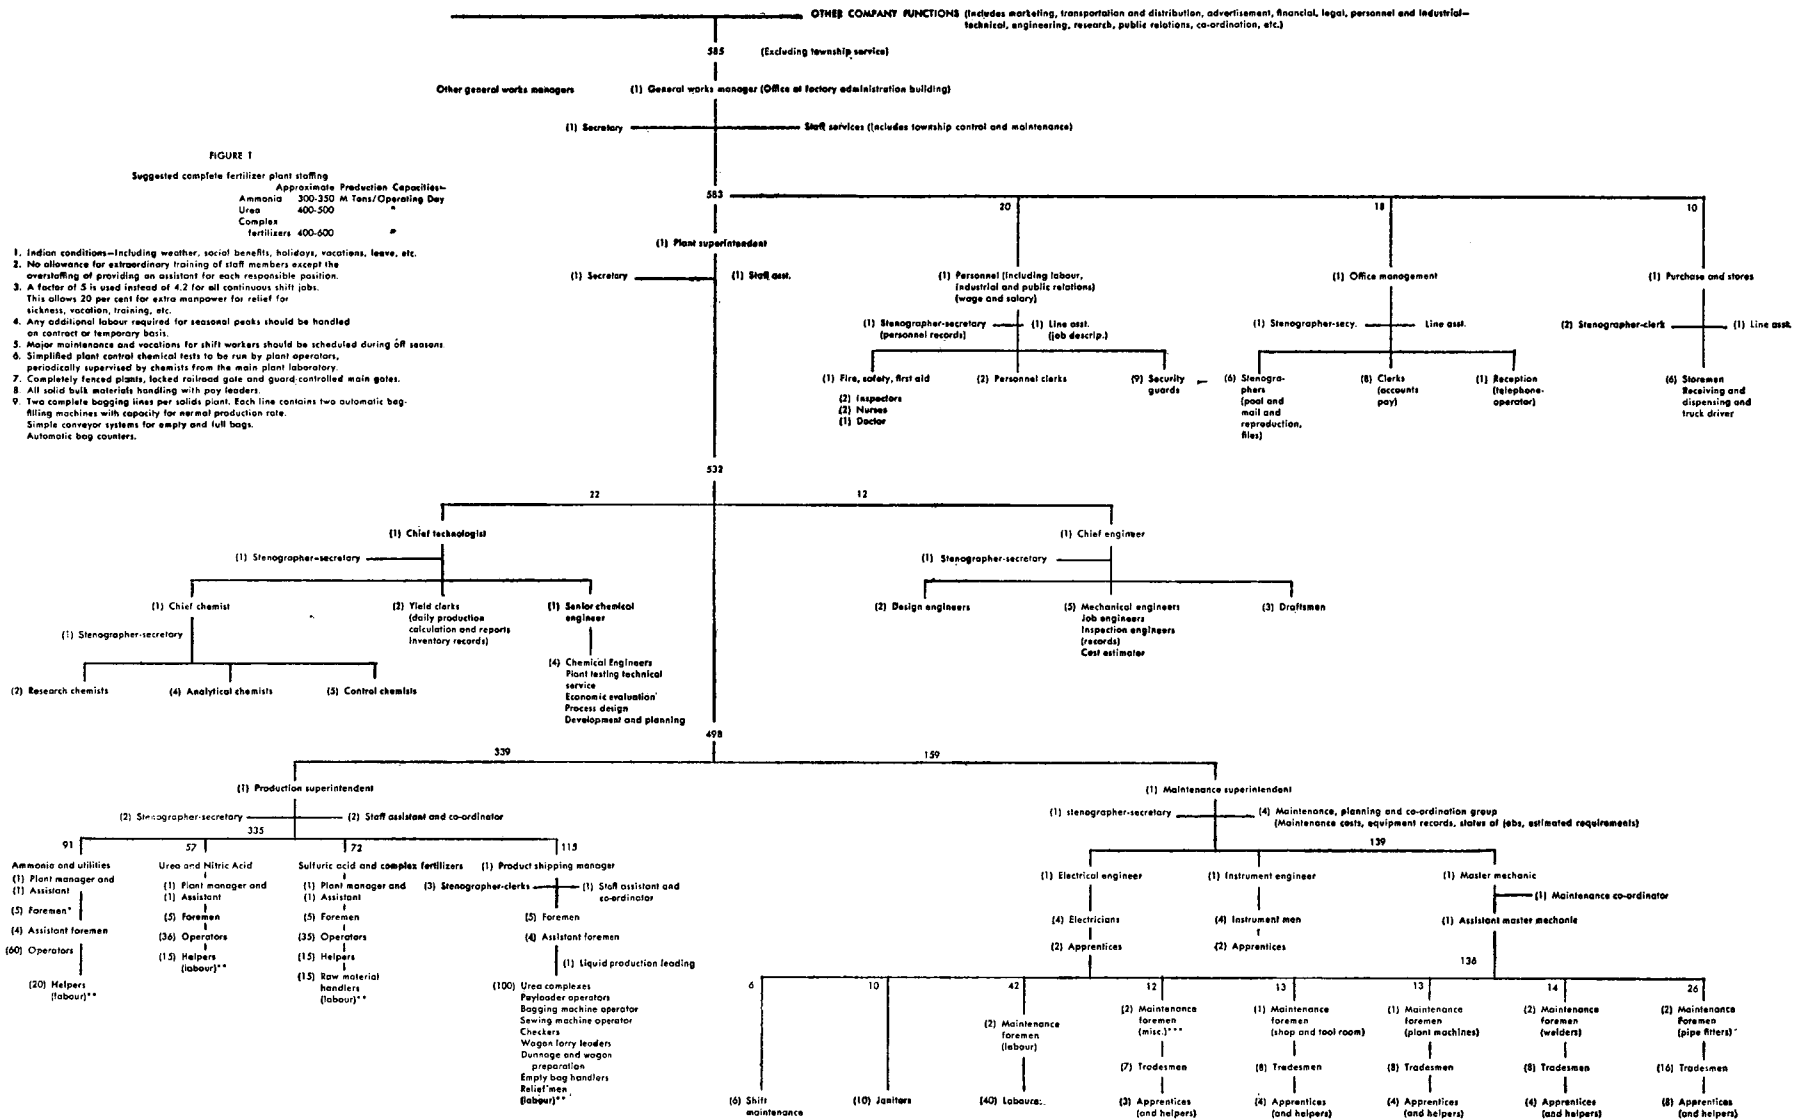 OTHER COMPANY FUNCTIONS (Includes marketing, transportation and distribution, advertisement, financial, legal, personnel and industrial—
technical, engineering, research, public relations, co-ordination, etc.)
585 (Excluding township service)
Other general works managers (1) General works manager (Office at factory administration building)
(1) Secretary Staff services (Includes township control and maintenance)
FIGURE 1
Suggested complete fertilizer plant staffing
Approximate Production Capacities—
Ammonia 300-350 M Tons/Operating Day
Urea 400-500 "
Complex
fertilizers 400-600 "
1. Indian conditions—Including weather, social benefits, holidays, vacations, leave, etc.
2. No allowance for extraordinary training of staff members except the
overstaffing of providing an assistant for each responsible position.
3. A factor of 5 is used instead of 4.2 for all continuous shift jobs.
This allows 20 per cent for extra manpower for relief for
sickness, vacation, training, etc.
4. Any additional labour required for seasonal peaks should be handled
on contract or temporary basis.
5. Major maintenance and vacations for shift workers should be scheduled during off seasons
6. Simplified plant control chemical tests to be run by plant operators,
periodically supervised by chemists from the main plant laboratory.
7. Completely fenced plants, locked railroad gate and guard-controlled main gates.
8. All solid bulk materials handling with pay leaders.
9. Two complete bagging lines per solids plant. Each line contains two automatic bag-
filling machines with capacity for normal production rate.
Simple conveyor systems for empty and full bags.
Automatic bag counters.
583
20 18 10
(1) Plant superintendent
(1) Secretary (1) Staff asst.
(1) Personnel (Including labour,
industrial and public relations)
(wage and salary)
(1) Stenographer-secretary (1) Line asst.
(personnel records) (job descrip.)
(1) Fire, safety, first aid
(2) Inspectors
(2) Nurses
(1) Doctor
(2) Personnel clerks
(9) Security
guards
(1) Office management
(1) Stenographer-secy. Line asst.
(6) Stenogra-
phers
(pool and
mail and
reproduction,
files)
(8) Clerks
(accounts
pay)
(1) Reception
(telephone-
operator)
(1) Purchase and stores
(2) Stenographer-clerk (1) Line asst.
(6) Storemen
Receiving and
dispensing and
truck driver
532
22 12
(1) Chief technologist
(1) Stenographer-secretary
(1) Chief chemist
(1) Stenographer-secretary
(2) Research chemists
(4) Analytical chemists
(5) Control chemists
(2) Yield clerks
(daily production
calculation and reports
inventory records)
(1) Senior chemical
engineer
(4) Chemical Engineers
Plant testing technical
service
Economic evaluation
Process design
Development and planning
(1) Chief engineer
(1) Stenographer-secretary
(2) Design engineers
(5) Mechanical engineers
Job engineers
Inspection engineers
(records)
Cost estimator
(3) Draftsmen
498
339 159
(1) Production superintendent
(2) Stenographer-secretary (2) Staff assistant and co-ordinator
335
91 57 72 115
Ammonia and utilities
(1) Plant manager and
(1) Assistant
(5) Foremen*
(4) Assistant foremen
(60) Operators
(20) Helpers
(labour)**
Urea and Nitric Acid
(1) Plant manager and
(1) Assistant
(5) Foremen
(36) Operators
(15) Helpers
(labour)**
Sulfuric acid and complex fertilizers
(1) Plant manager and
(1) Assistant
(5) Foremen
(35) Operators
(15) Helpers
(15) Raw material
handlers
(labour)**
(1) Product shipping manager
(3) Stenographer-clerks (1) Staff assistant and
co-ordinator
(5) Foremen
(4) Assistant foremen
(1) Liquid production leading
(100) Urea complexes
Payloader operators
Bagging machine operator
Sewing machine operator
Checkers
Wagon lorry leaders
Dunnage and wagon
preparation
Empty bag handlers
Relief men
(labour)**
(1) Maintenance superintendent
(1) stenographer-secretary (4) Maintenance, planning and co-ordination group
(Maintenance costs, equipment records, status of jobs, estimated requirements)
139
(1) Electrical engineer
(4) Electricians
(2) Apprentices
(1) Instrument engineer
(4) Instrument men
(2) Apprentices
(1) Master mechanic
(1) Maintenance co-ordinator
(1) Assistant master mechanic
136
6 10 42 12 13 13 14 26
(6) Shift
maintenance
(10) Janitors
(2) Maintenance
foremen
(labour)
(40) Labourer
(2) Maintenance
foremen
(misc.)***
(7) Tradesmen
(3) Apprentices
(and helpers)
(1) Maintenance
foremen
(shop and tool room)
(8) Tradesmen
(4) Apprentices
(and helpers)
(1) Maintenance
foremen
(plant machines)
(8) Tradesmen
(4) Apprentices
(and helpers)
(2) Maintenance
foremen
(welders)
(8) Tradesmen
(4) Apprentices
(and helpers)
(2) Maintenance
Foremen
(pipe fitters)
(16) Tradesmen
(8) Apprentices
(and helpers)